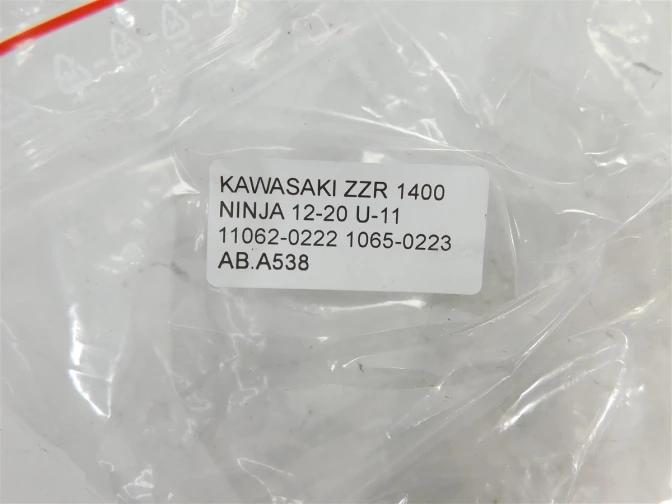 KAWASAKI ZZR 1400
NINJA 12-20 U-11
11062-0222 1065-0223
AB.A538